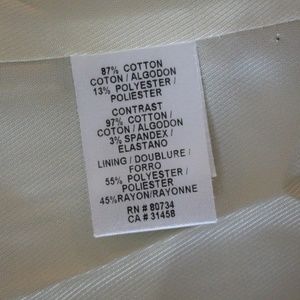 87% COTTON
COTON / ALGODON
13% POLYESTER /
POLIESTER
CONTRAST
97% COTTON /
COTON / ALGODON
3% SPANDEX /
ELASTANO
LINING / DOUBLURE /
FORRO
55% POLYESTER /
POLIESTER
45%RAYON/RAYONNE
RN # 80734
CA # 31458